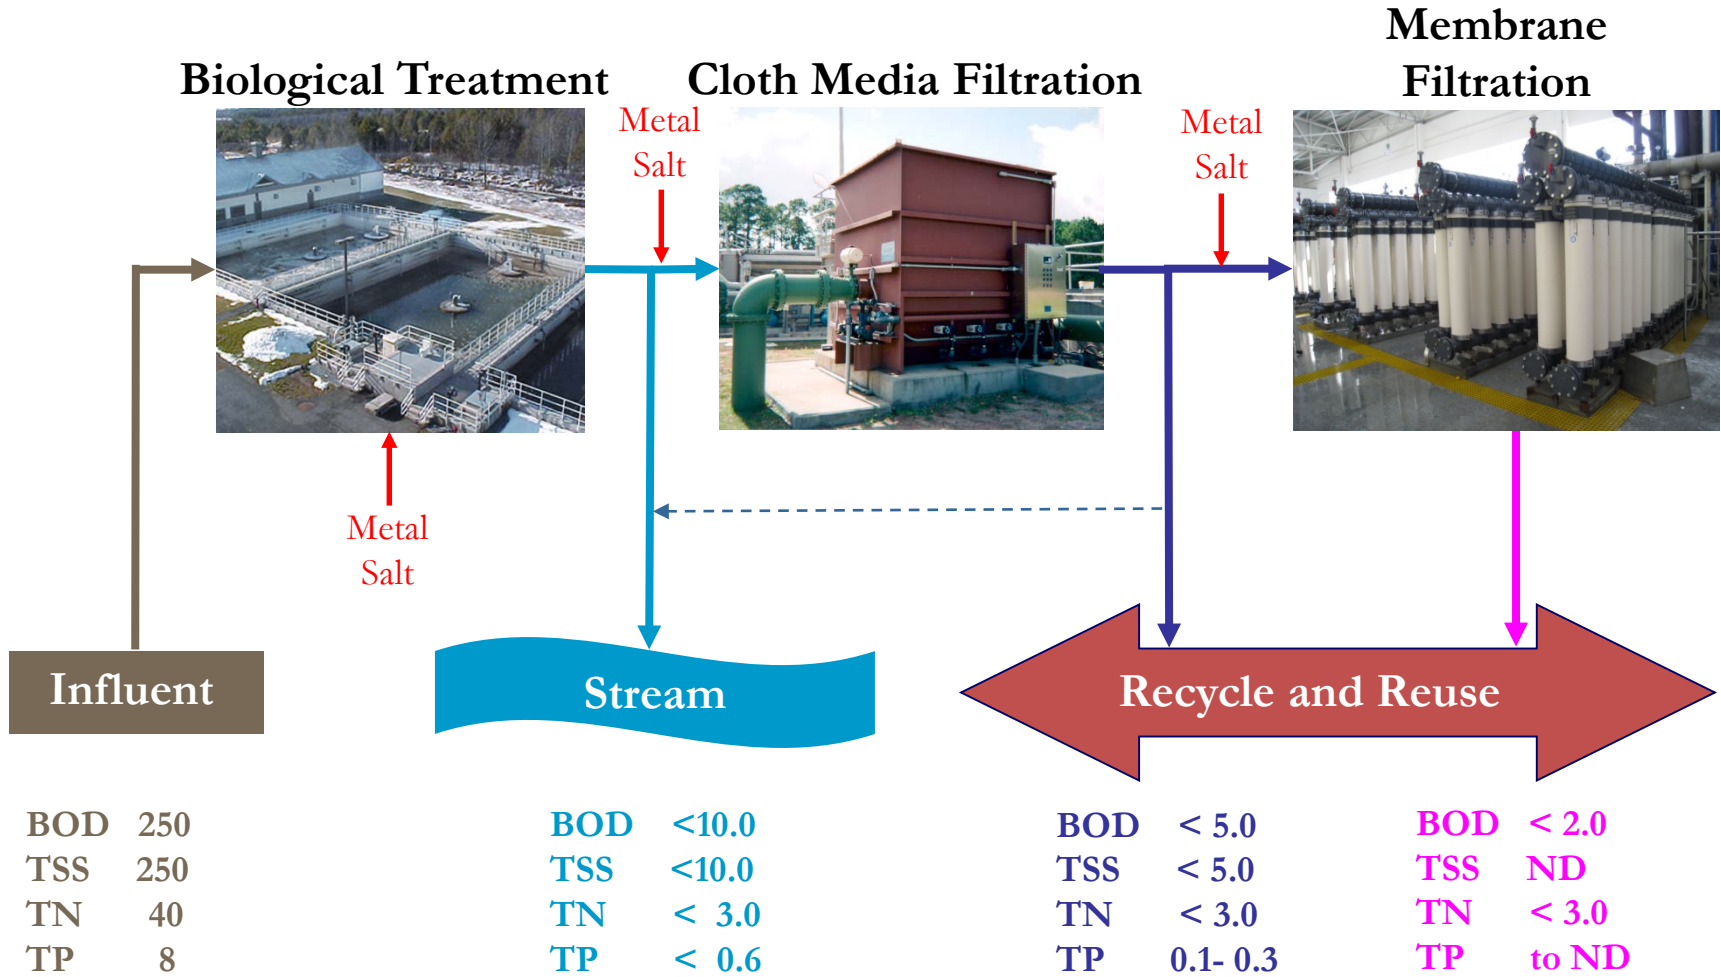 Biological Treatment
Cloth Media Filtration
Membrane
Filtration
Metal
Salt
Metal
Salt
Metal
Salt
Influent
Stream
Recycle and Reuse
BOD 250
TSS 250
TN 40
TP 8
BOD <10.0
TSS <10.0
TN < 3.0
TP < 0.6
BOD < 5.0
TSS < 5.0
TN < 3.0
TP 0.1- 0.3
BOD < 2.0
TSS ND
TN < 3.0
TP to ND